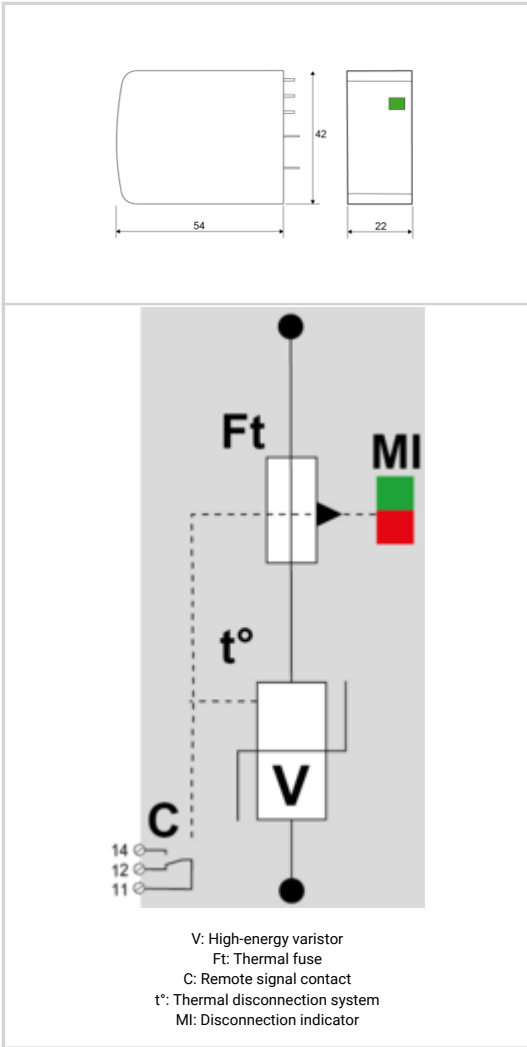 42
54
22
Ft
MI
t°
V
C
14
12
11
V: High-energy varistor
Ft: Thermal fuse
C: Remote signal contact
t°: Thermal disconnection system
MI: Disconnection indicator